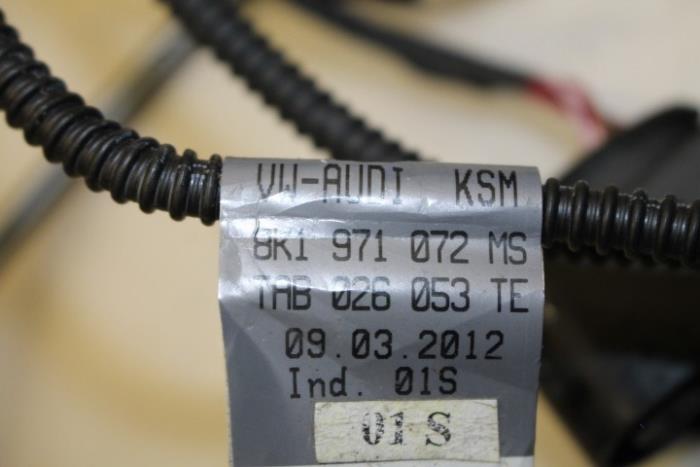 VW-AUDI KSM
8K1 971 072 MS
TAB 026 053 TE
09.03.2012
Ind. 01S
01 S